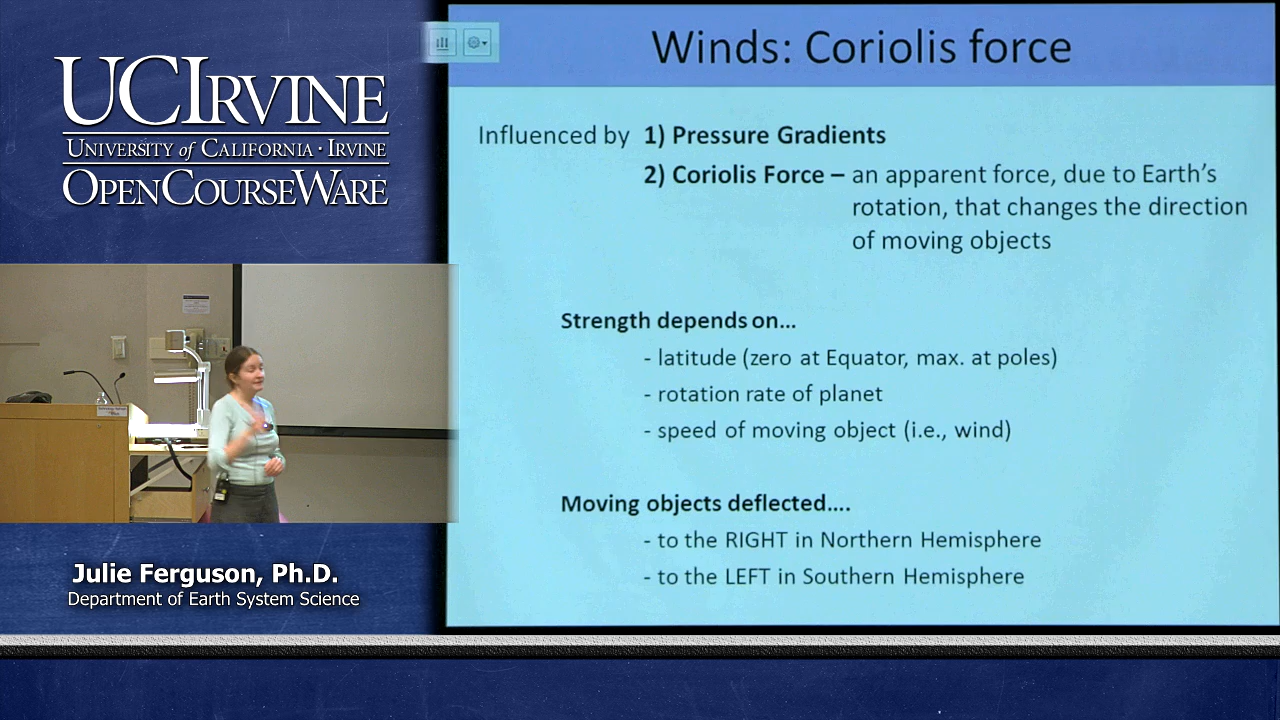 UCIRVINE
UNIVERSITY of CALIFORNIA · IRVINE
OPENCOURSEWARE
Julie Ferguson, Ph.D.
Department of Earth System Science
Winds: Coriolis force
Influenced by 1) Pressure Gradients
2) Coriolis Force – an apparent force, due to Earth's
rotation, that changes the direction
of moving objects
Strength depends on...
- latitude (zero at Equator, max. at poles)
- rotation rate of planet
- speed of moving object (i.e., wind)
Moving objects deflected....
- to the RIGHT in Northern Hemisphere
- to the LEFT in Southern Hemisphere